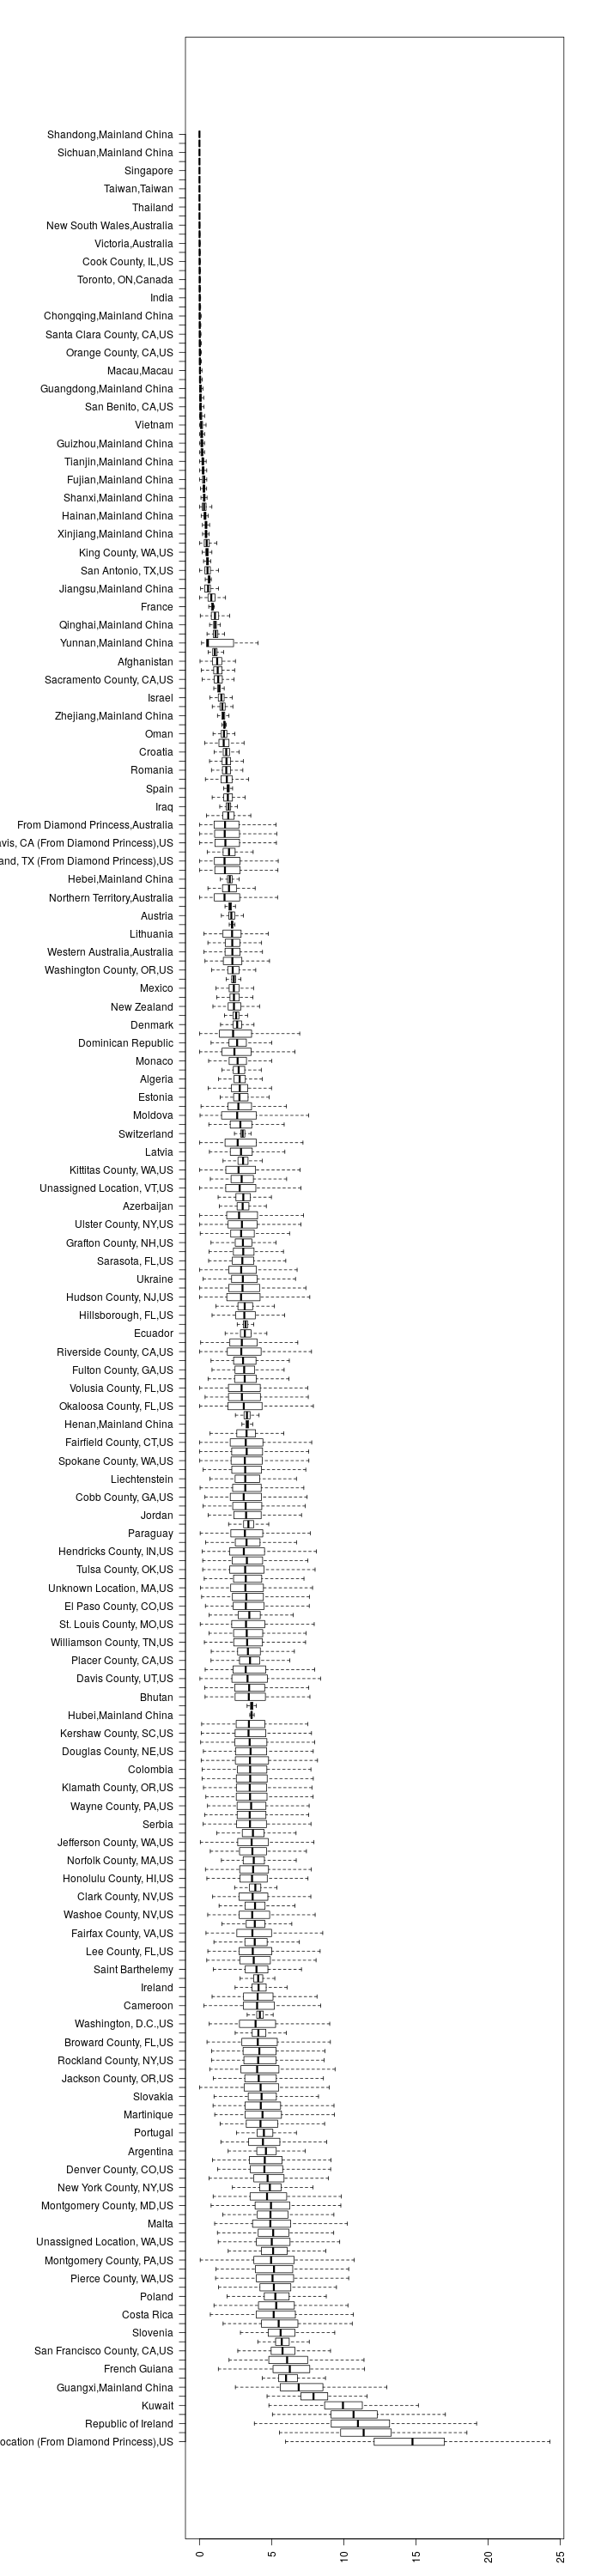 Shandong,Mainland China
Sichuan,Mainland China
Singapore
Taiwan,Taiwan
Thailand
New South Wales,Australia
Victoria,Australia
Cook County, IL,US
Toronto, ON,Canada
India
Chongqing,Mainland China
Santa Clara County, CA,US
Orange County, CA,US
Macau,Macau
Guangdong,Mainland China
San Benito, CA,US
Vietnam
Guizhou,Mainland China
Tianjin,Mainland China
Fujian,Mainland China
Shanxi,Mainland China
Hainan,Mainland China
Xinjiang,Mainland China
King County, WA,US
San Antonio, TX,US
Jiangsu,Mainland China
France
Qinghai,Mainland China
Yunnan,Mainland China
Afghanistan
Sacramento County, CA,US
Israel
Zhejiang,Mainland China
Oman
Croatia
Romania
Spain
Iraq
From Diamond Princess,Australia
vis, CA (From Diamond Princess),US
and, TX (From Diamond Princess),US
Hebei,Mainland China
Northern Territory,Australia
Austria
Lithuania
Western Australia,Australia
Washington County, OR,US
Mexico
New Zealand
Denmark
Dominican Republic
Monaco
Algeria
Estonia
Moldova
Switzerland
Latvia
Kittitas County, WA,US
Unassigned Location, VT,US
Azerbaijan
Ulster County, NY,US
Grafton County, NH,US
Sarasota, FL,US
Ukraine
Hudson County, NJ,US
Hillsborough, FL,US
Ecuador
Riverside County, CA,US
Fulton County, GA,US
Volusia County, FL,US
Okaloosa County, FL,US
Henan,Mainland China
Fairfield County, CT,US
Spokane County, WA,US
Liechtenstein
Cobb County, GA,US
Jordan
Paraguay
Hendricks County, IN,US
Tulsa County, OK,US
Unknown Location, MA,US
El Paso County, CO,US
St. Louis County, MO,US
Williamson County, TN,US
Placer County, CA,US
Davis County, UT,US
Bhutan
Hubei,Mainland China
Kershaw County, SC,US
Douglas County, NE,US
Colombia
Klamath County, OR,US
Wayne County, PA,US
Serbia
Jefferson County, WA,US
Norfolk County, MA,US
Honolulu County, HI,US
Clark County, NV,US
Washoe County, NV,US
Fairfax County, VA,US
Lee County, FL,US
Saint Barthelemy
Ireland
Cameroon
Washington, D.C.,US
Broward County, FL,US
Rockland County, NY,US
Jackson County, OR,US
Slovakia
Martinique
Portugal
Argentina
Denver County, CO,US
New York County, NY,US
Montgomery County, MD,US
Malta
Unassigned Location, WA,US
Montgomery County, PA,US
Pierce County, WA,US
Poland
Costa Rica
Slovenia
San Francisco County, CA,US
French Guiana
Guangxi,Mainland China
Kuwait
Republic of Ireland
ocation (From Diamond Princess),US
0 5 10 15 20 25